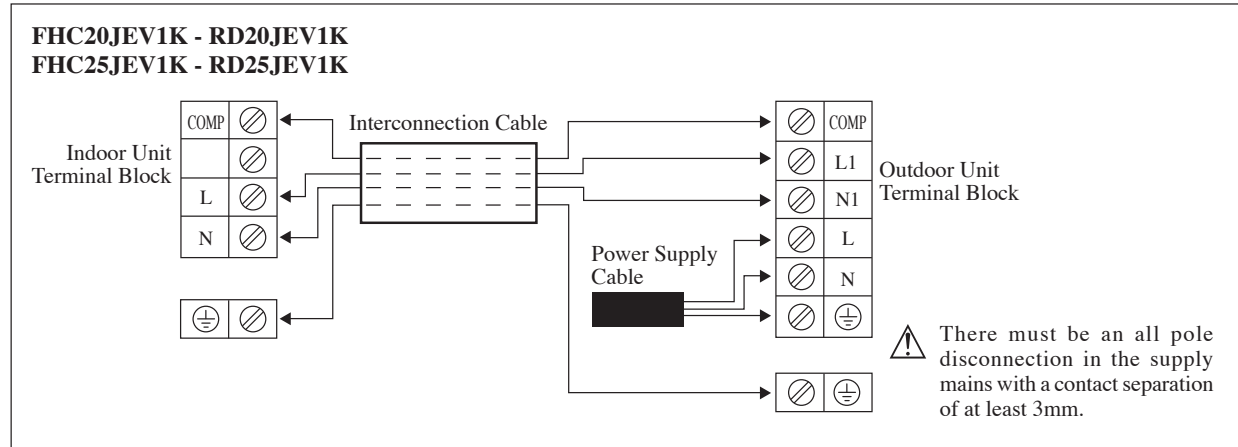 FHC20JEV1K - RD20JEV1K
FHC25JEV1K - RD25JEV1K
Indoor Unit
Terminal Block
COMP
L
N
Interconnection Cable
Power Supply
Cable
COMP
L1
N1
L
N
Outdoor Unit
Terminal Block
There must be an all pole
disconnection in the supply
mains with a contact separation
of at least 3mm.